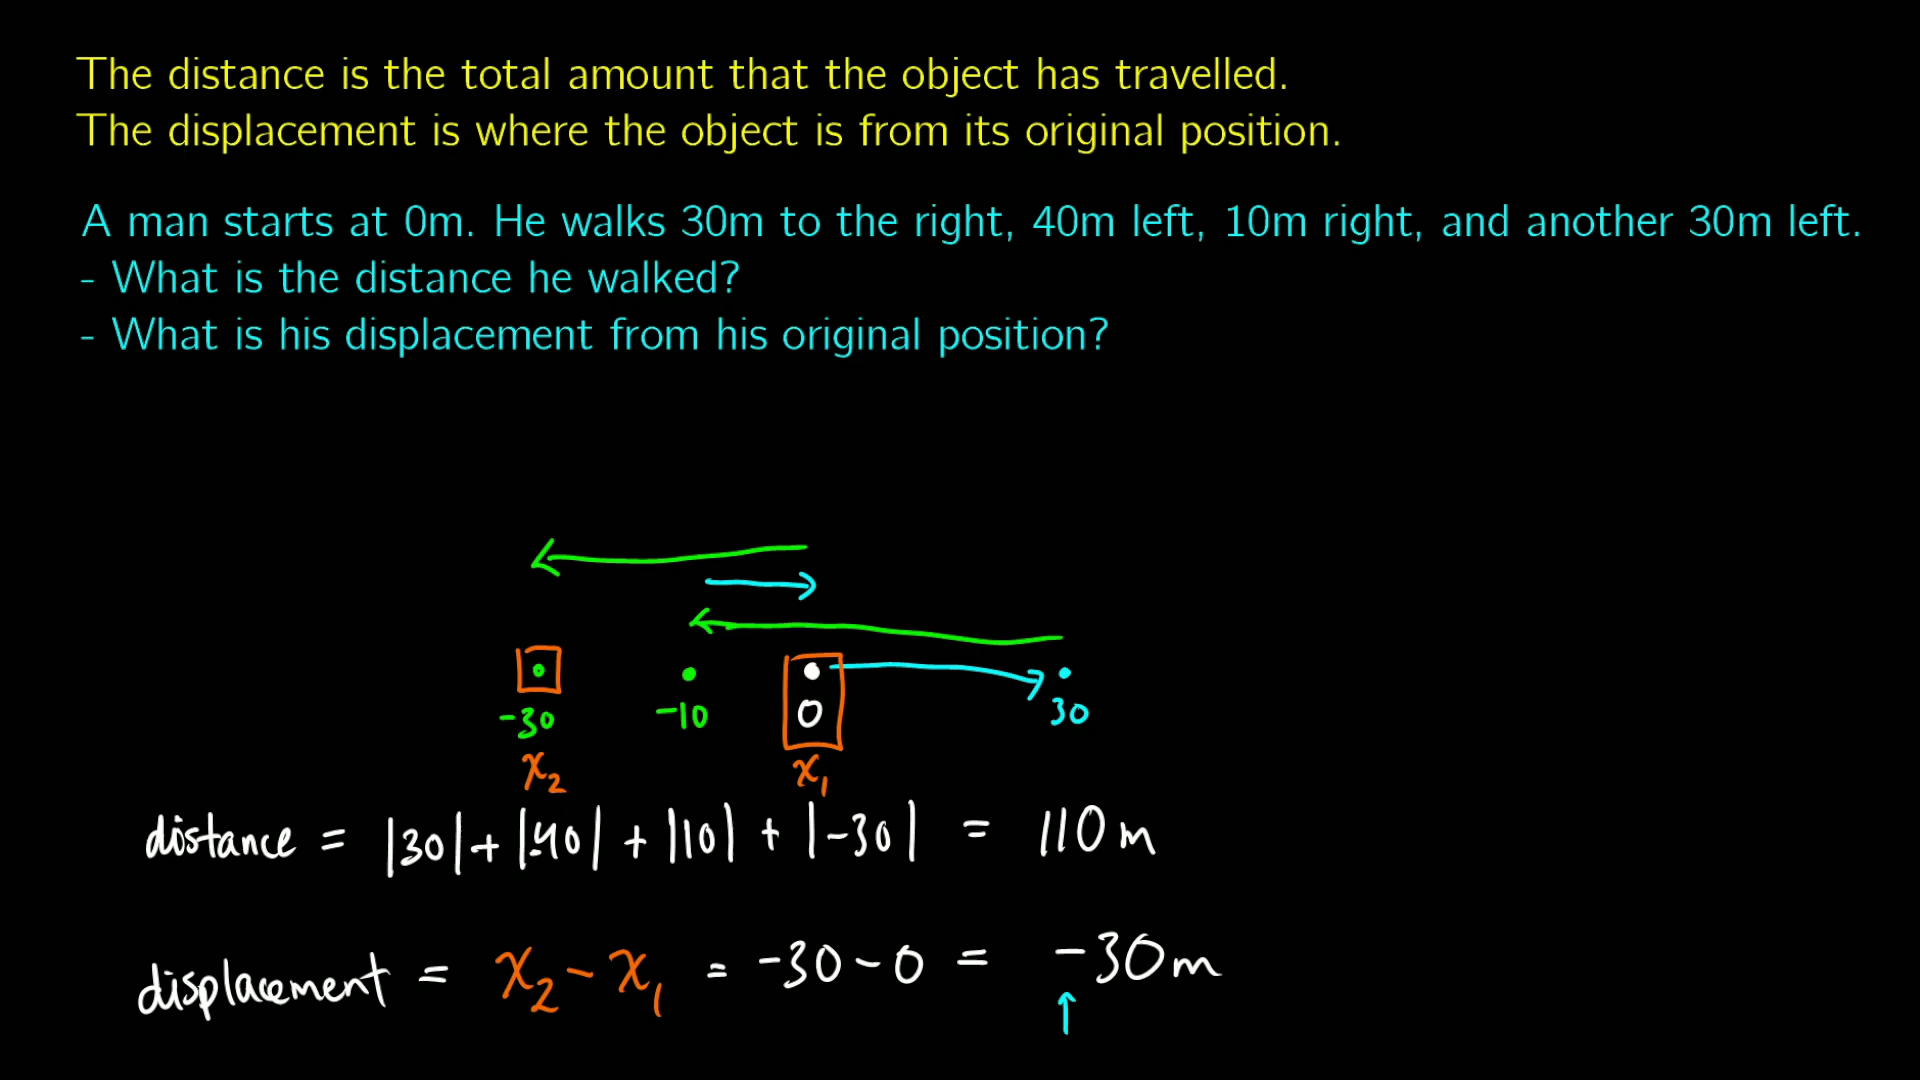 The distance is the total amount that the object has travelled.
The displacement is where the object is from its original position.
A man starts at 0m. He walks 30m to the right, 40m left, 10m right, and another 30m left.
- What is the distance he walked?
- What is his displacement from his original position?
-30 -10 0 30
x₂ x₁
distance = |30| + |-40| + |10| + |-30| = 110m
displacement = x₂ - x₁ = -30 - 0 = -30m